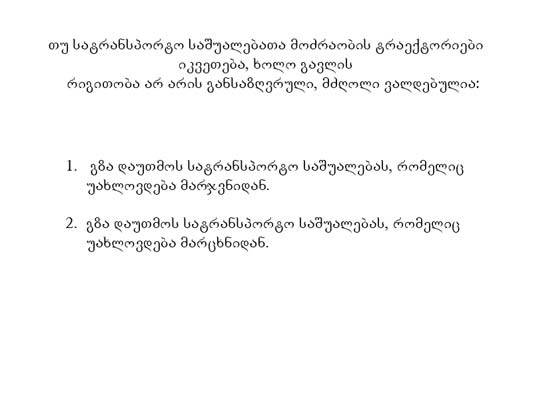 თუ სატრანსპორტო საშუალებათა მოძრაობის ტრაექტორიები
იკვეთება, ხოლო გავლის
რიგითობა არ არის განსაზღვრული, მძღოლი ვალდებულია:
1. გზა დაუთმოს სატრანსპორტო საშუალებას, რომელიც
უახლოვდება მარჯვნიდან.
2. გზა დაუთმოს სატრანსპორტო საშუალებას, რომელიც
უახლოვდება მარცხნიდან.